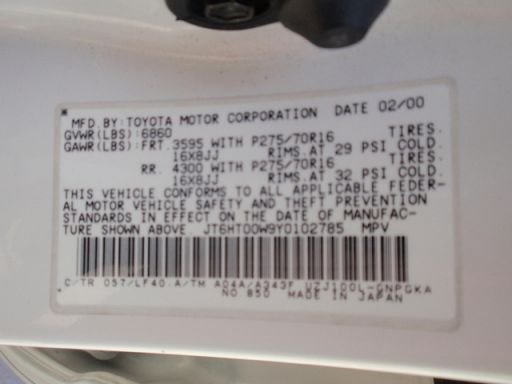 MFD.BY:TOYOTA MOTOR CORPORATION DATE 02/00
GVWR(LBS):6860
GAWR(LBS):FRT.3595 WITH P275/70R16 TIRES.
16X8JJ RIMS.AT 29 PSI COLD.
RR. 4300 WITH P275/70R16 TIRES.
16X8JJ RIMS.AT 32 PSI COLD.
THIS VEHICLE CONFORMS TO ALL APPLICABLE FEDER-
AL MOTOR VEHICLE SAFETY AND THEFT PREVENTION
STANDARDS IN EFFECT ON THE DATE OF MANUFAC-
TURE SHOWN ABOVE. JT6HT00W9Y0102785 MPV
C/TR 057/LF40.A/TM A04A/A343F UZJ100L-GNPGKA
NO 850 MADE IN JAPAN